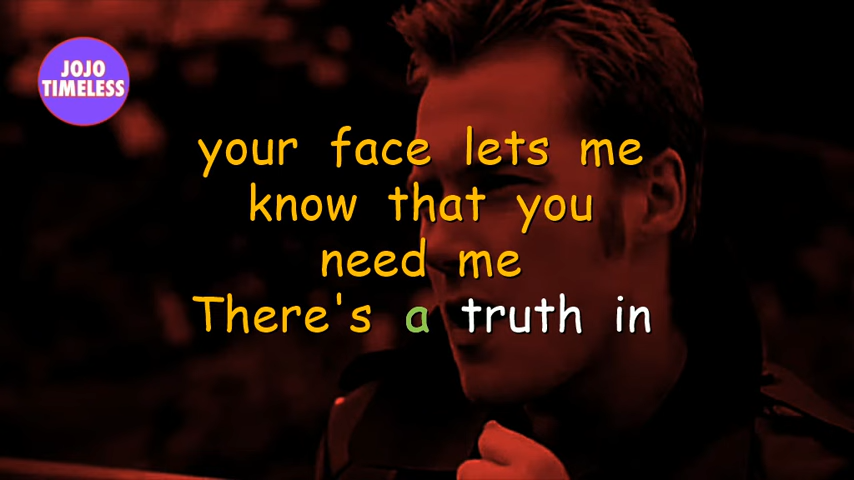 JOJO
TIMELESS
your face lets me
know that you
need me
There's a truth in